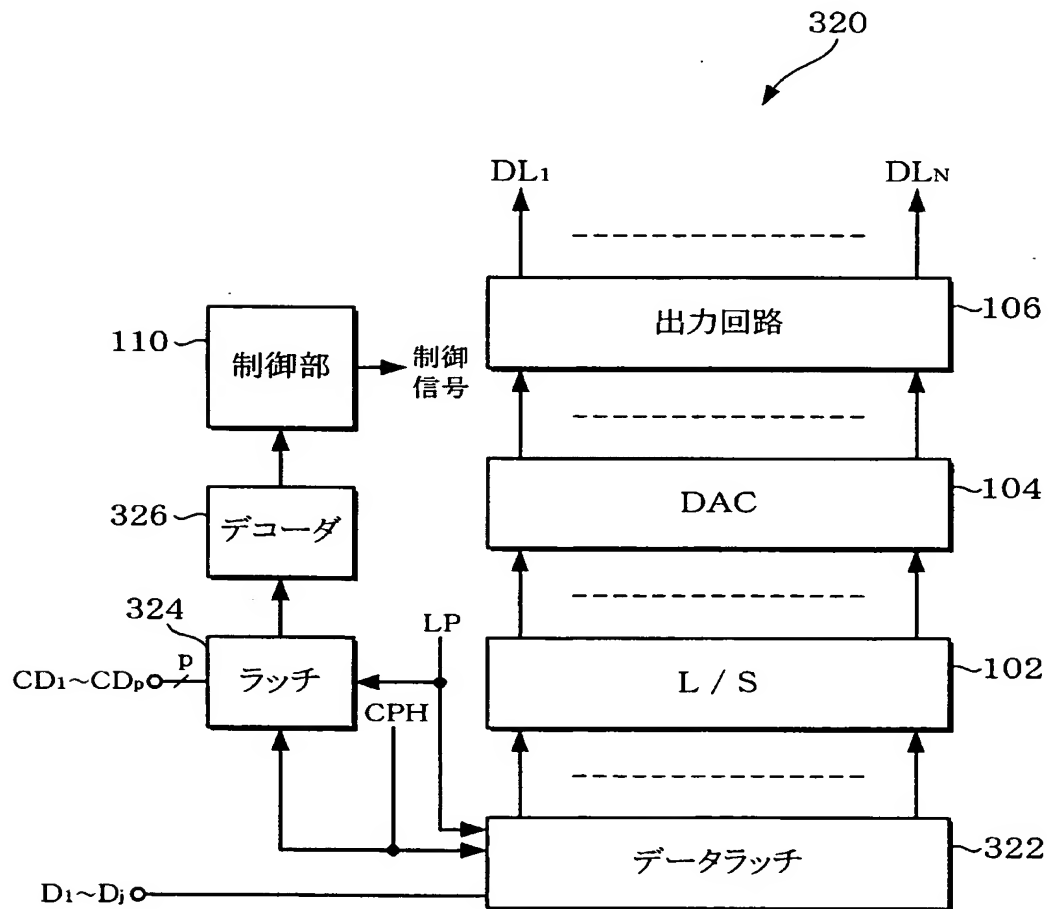 320
DL1
DLN
出力回路
106
110
制御部
制御
信号
DAC
104
326
デコーダ
324
LP
CD1~CDp
p
ラッチ
CPH
L / S
102
データラッチ
322
D1~Dj